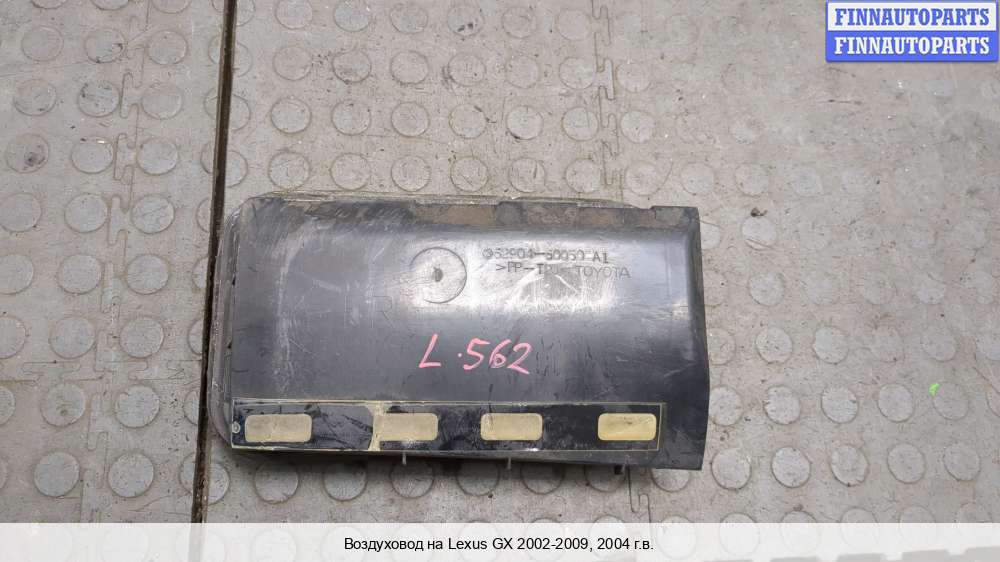 FINNAUTOPARTS
FINNAUTOPARTS
>PP- TOYOTA
L.562
Воздуховод на Lexus GX 2002-2009, 2004 г.в.